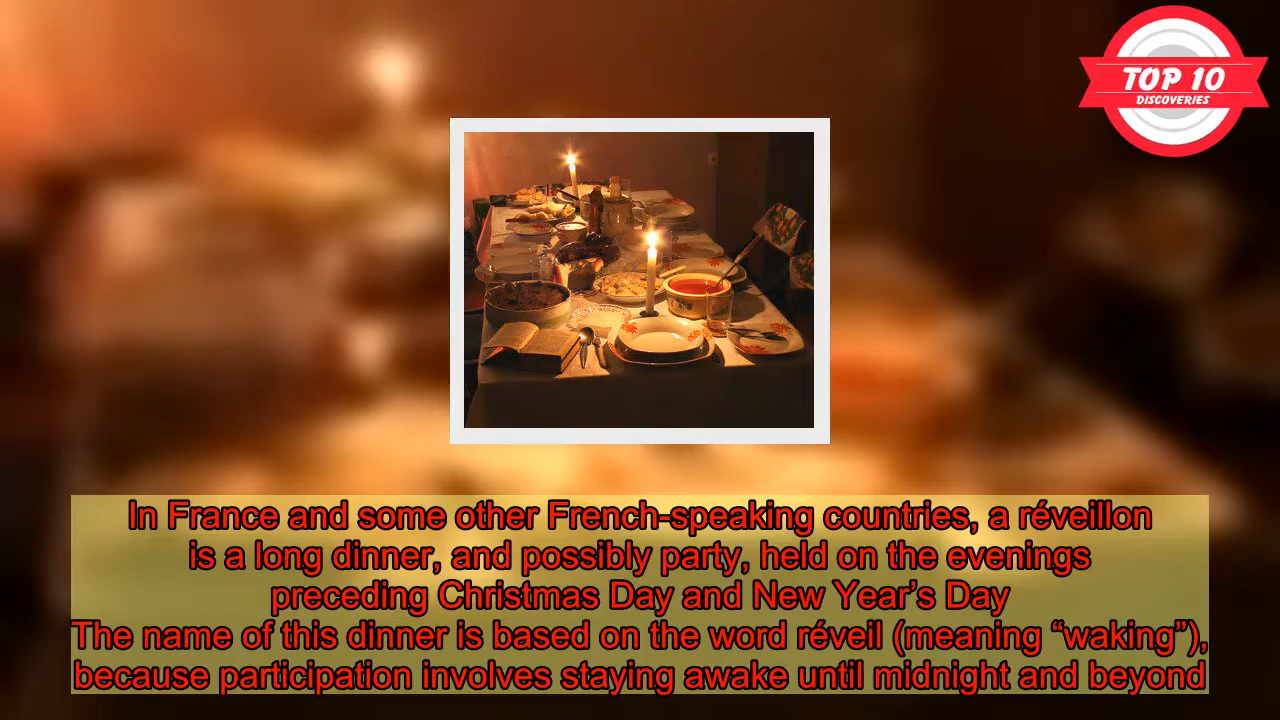 TOP 10
DISCOVERIES
In France and some other French-speaking countries, a réveillon
is a long dinner, and possibly party, held on the evenings
preceding Christmas Day and New Year’s Day
The name of this dinner is based on the word réveil (meaning “waking”),
because participation involves staying awake until midnight and beyond